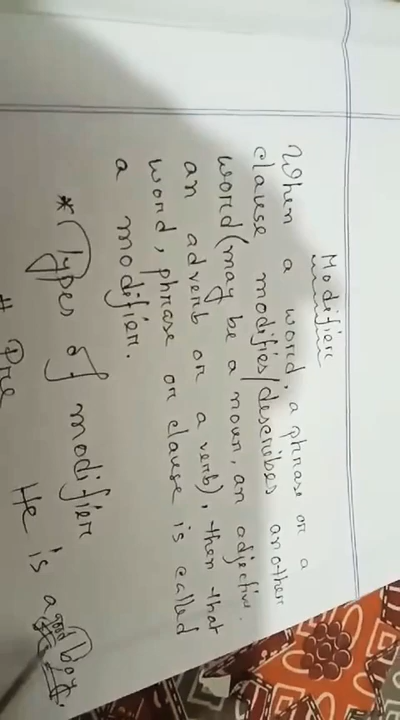 Modifier
When a word, a phrase or a
clause modifies/describes another
word (may be a noun, an adjective.
an adverb or a verb), then that
word, phrase or clause is called
a modifier.
* Types of modifier
# Pre
He is a good boy.